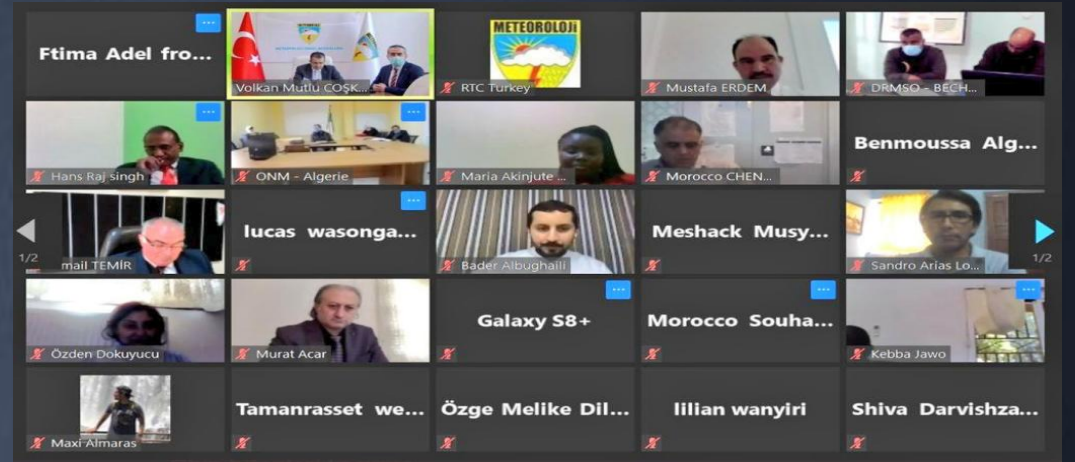 Ftima Adel fro...
Volkan Mutlu COŞK...
METEOROLOJİ
RTC Turkey
Mustafa ERDEM
DRMSO - BECH...
Hans Raj singh
ONM - Algerie
Maria Akinjute ...
Morocco CHEN...
Benmoussa Alg...
1/2
mail TEMİR
lucas wasonga...
Bader Albughaili
Meshack Musy...
Sandro Arias Lo...
1/2
Özden Dokuyucu
Murat Acar
Galaxy S8+
Morocco Souha...
Kebba Jawo
Maxi Almaras
Tamanrasset we...
Özge Melike Dil...
lilian wanyiri
Shiva Darvishza...